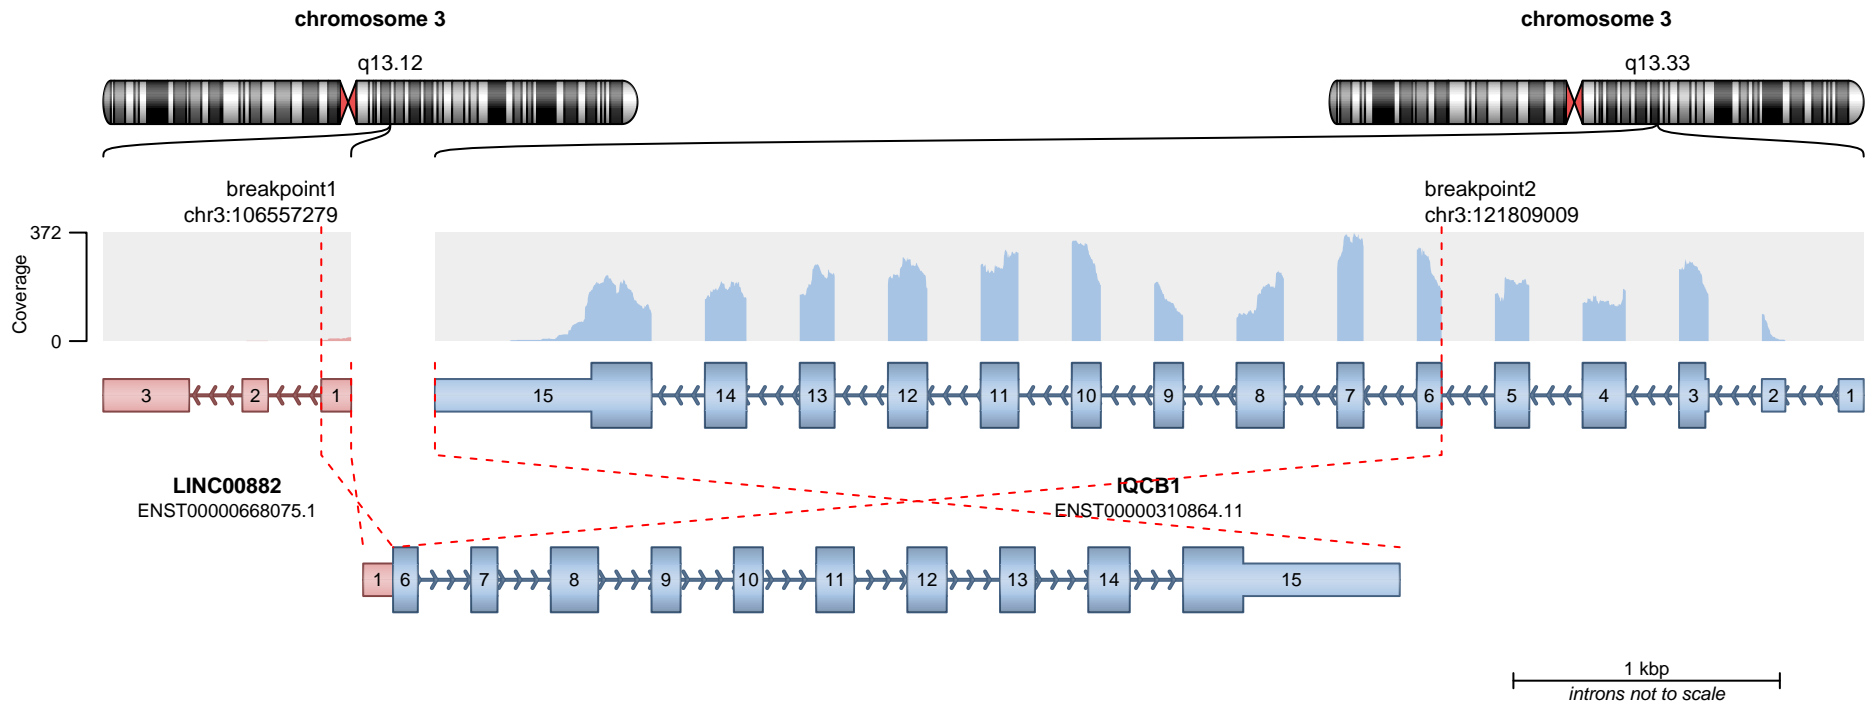 chromosome 3
chromosome 3
q13.12
q13.33
breakpoint1
chr3:106557279
breakpoint2
chr3:121809009
372
0
Coverage
3 2 1 15 14 13 12 11 10 9 8 7 6 5 4 3 2 1
LINC00882
ENST00000668075.1
IQCB1
ENST00000310864.11
1 6 7 8 9 10 11 12 13 14 15
1 kbp
introns not to scale